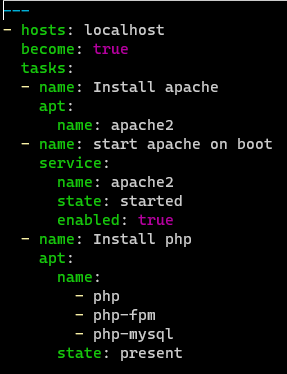 ---
- hosts: localhost
  become: true
  tasks:
  - name: Install apache
    apt:
      name: apache2
  - name: start apache on boot
    service:
      name: apache2
      state: started
      enabled: true
  - name: Install php
    apt:
      name:
        - php
        - php-fpm
        - php-mysql
      state: present